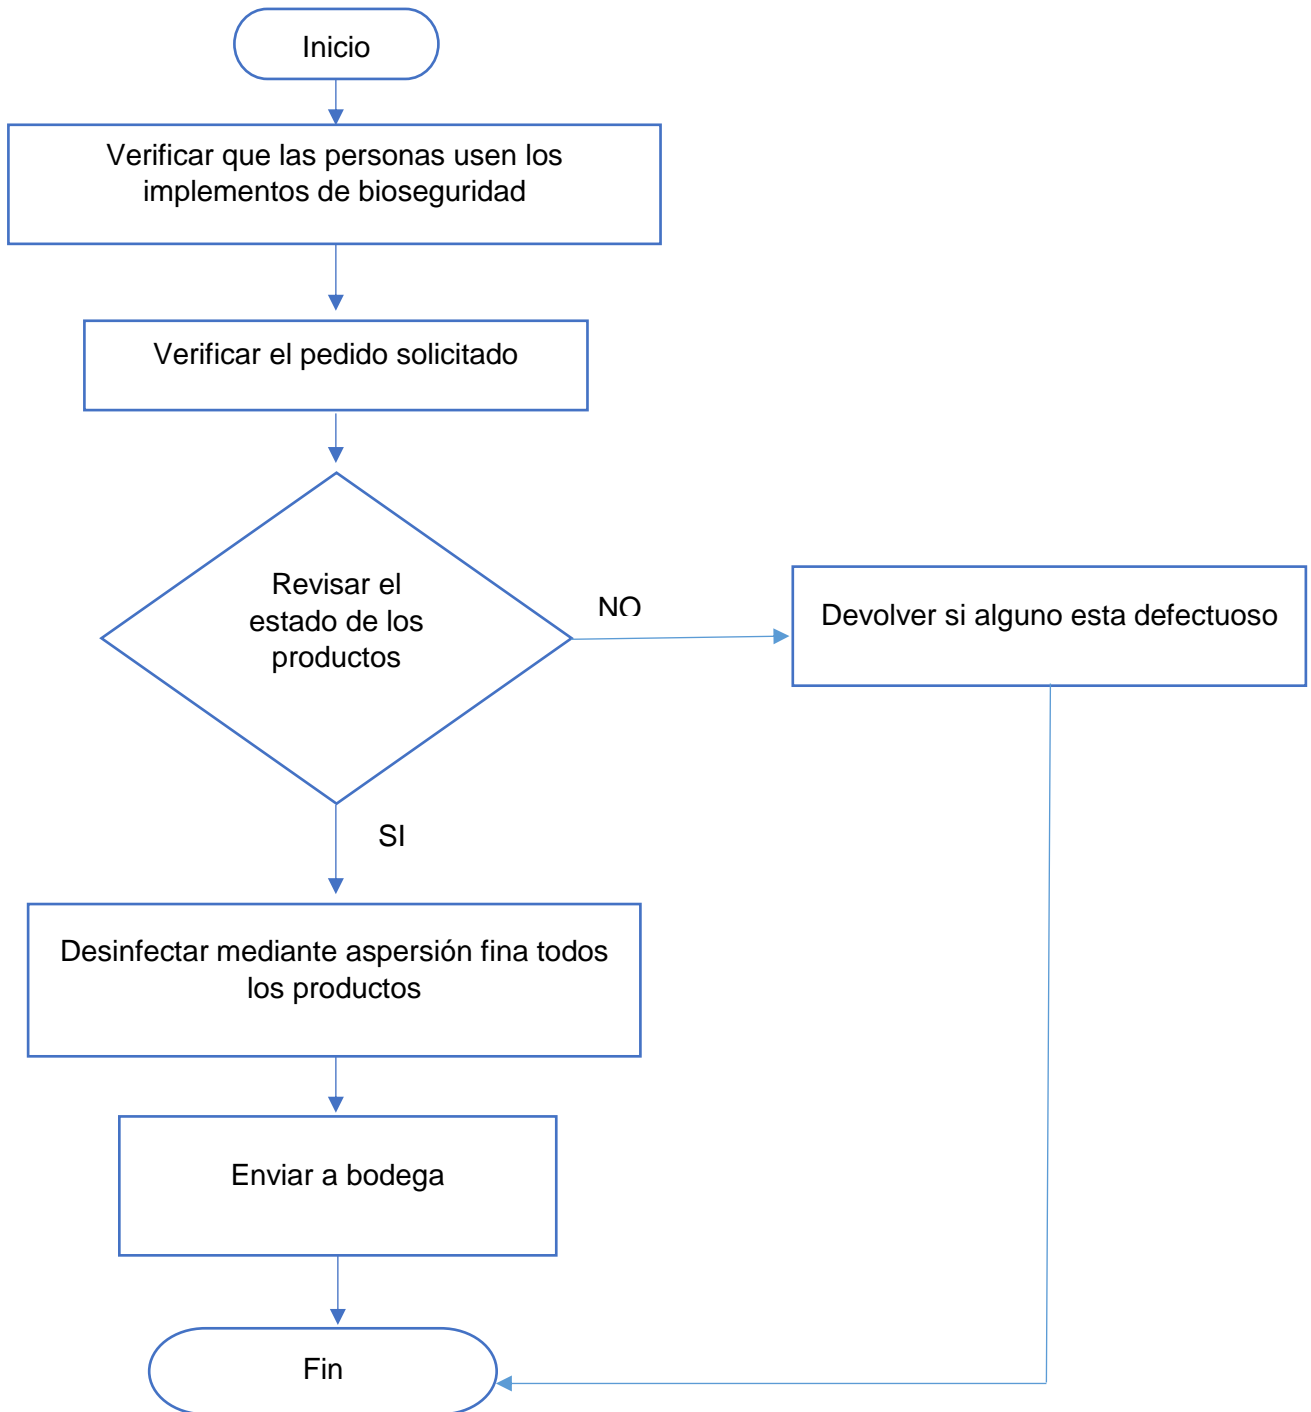 Inicio
Verificar que las personas usen los
implementos de bioseguridad
Verificar el pedido solicitado
Revisar el
estado de los
productos
NO
Devolver si alguno esta defectuoso
SI
Desinfectar mediante aspersión fina todos
los productos
Enviar a bodega
Fin